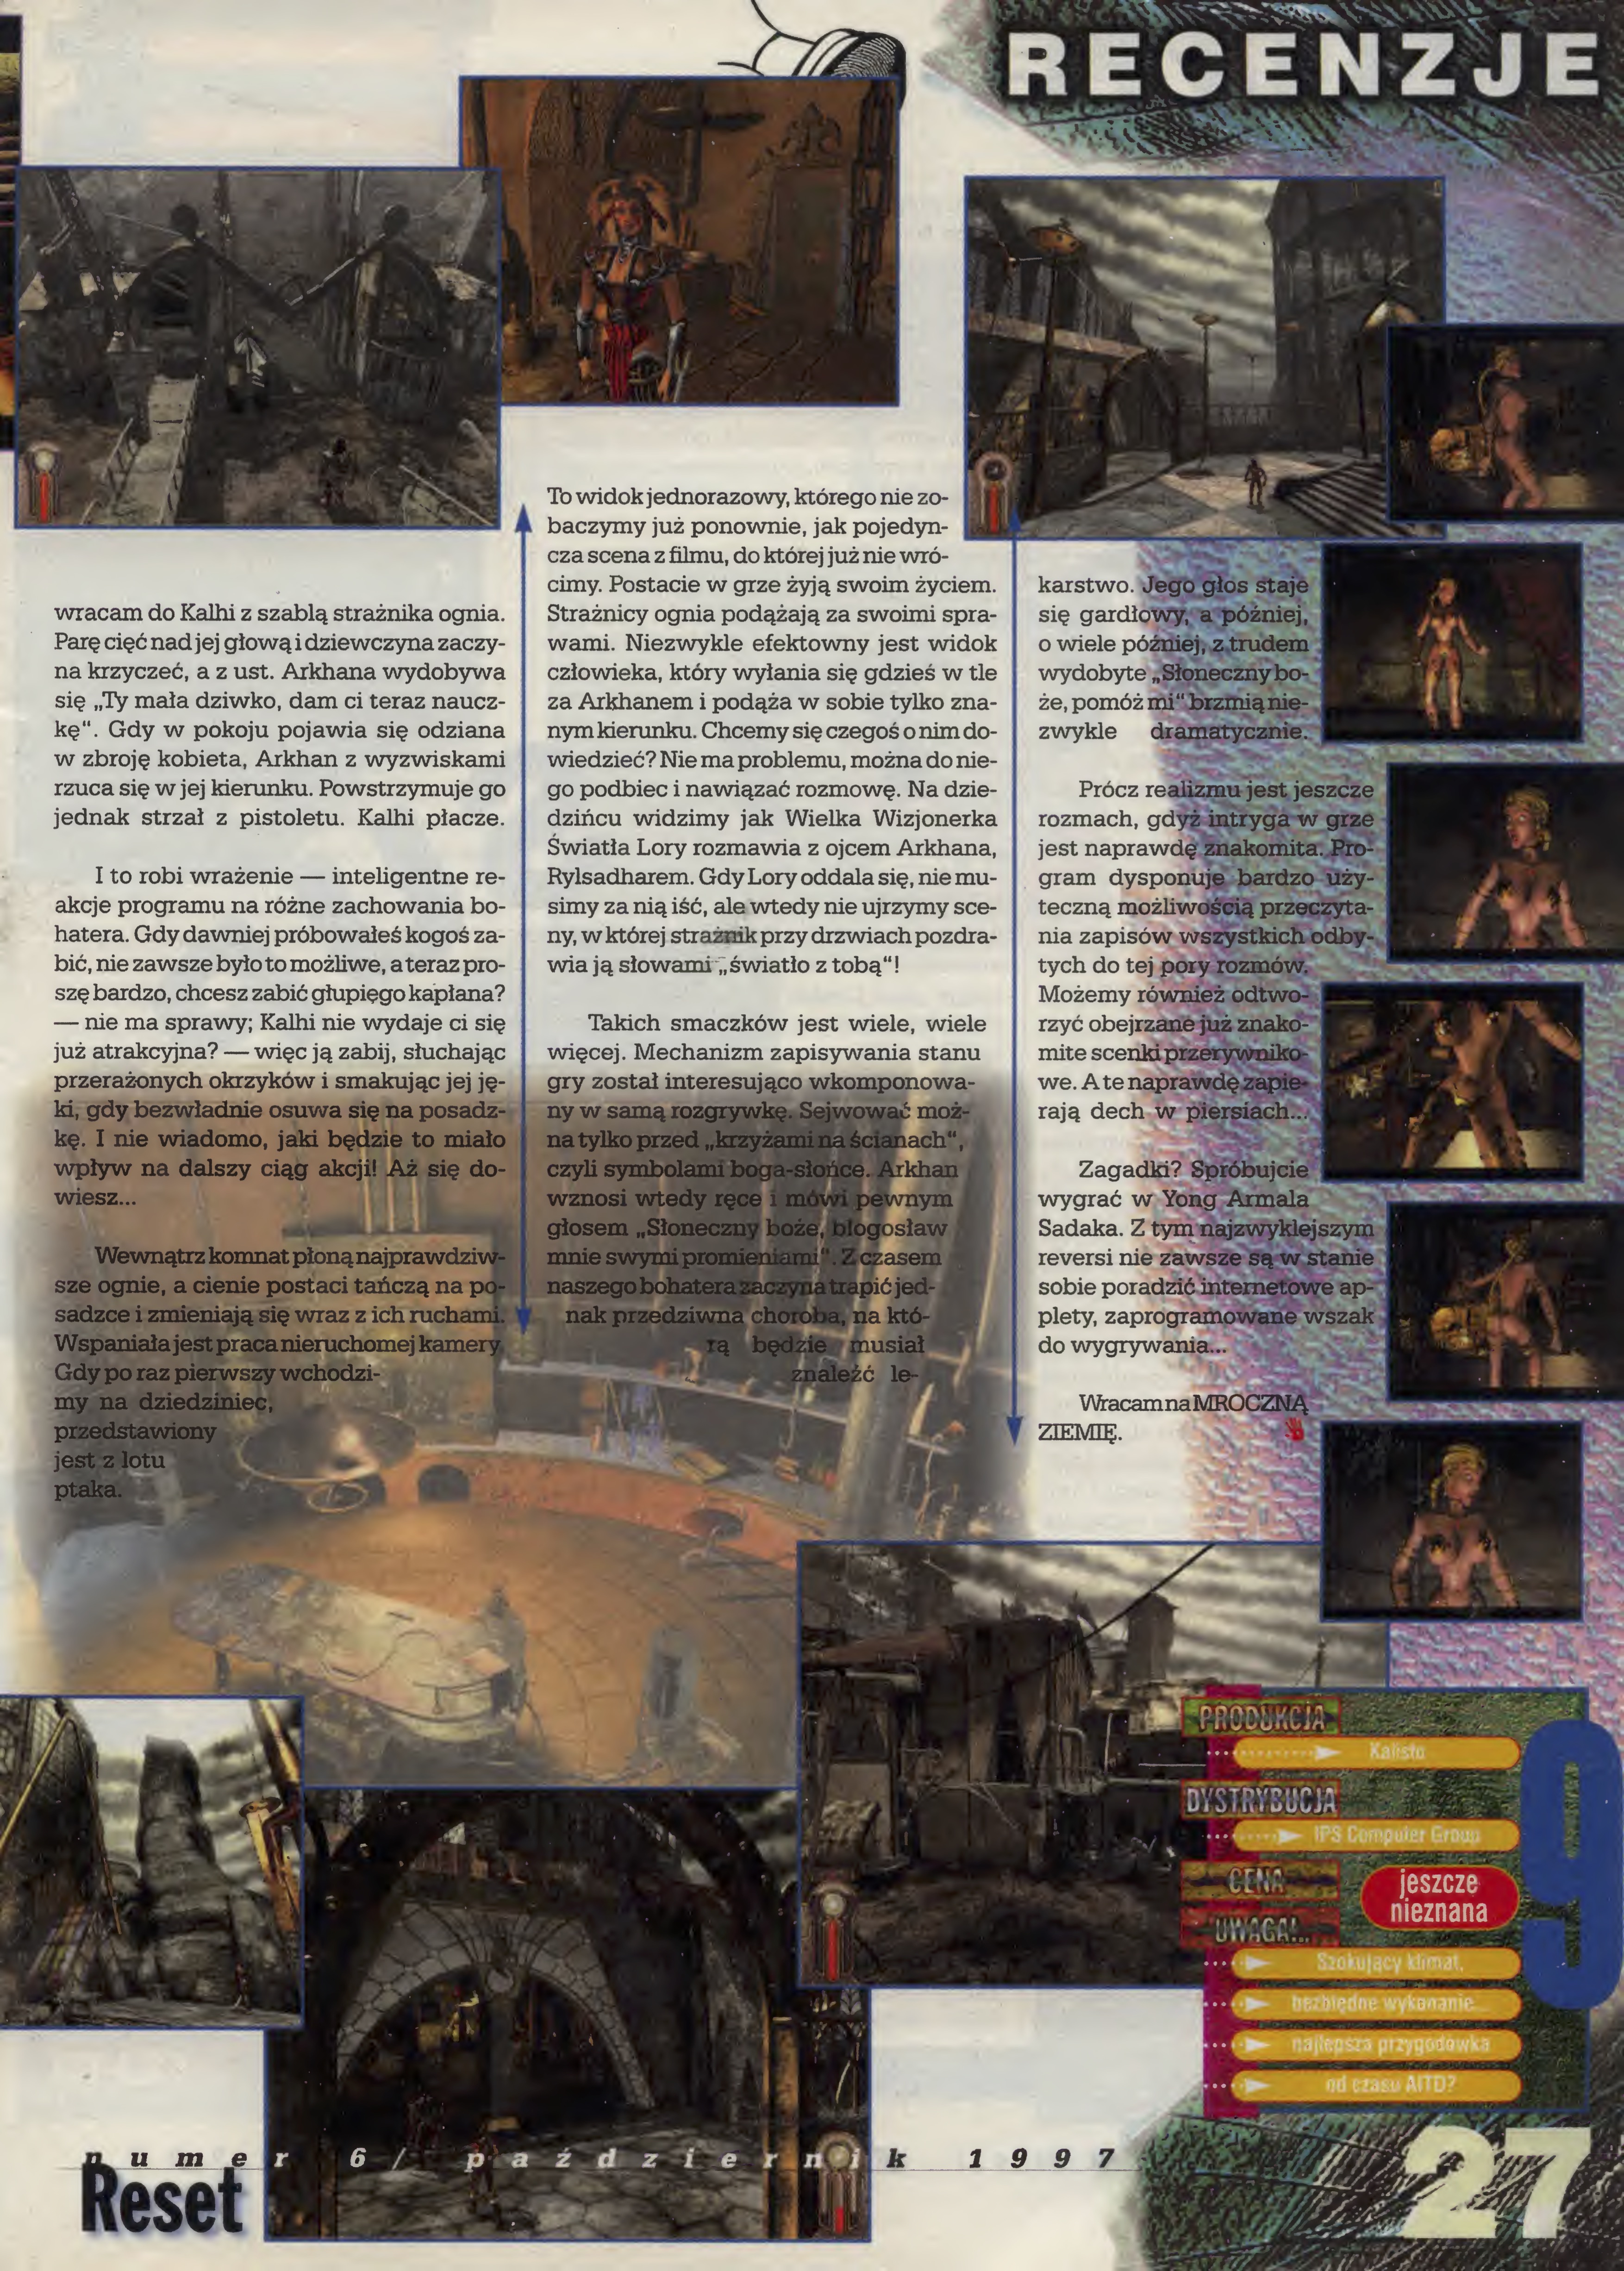 RECENZJE
wracam do Kalhi z szablą strażnika ognia.
Parę cięć nad jej głową i dziewczyna zaczy-
na krzyczeć, a z ust. Arkhana wydobywa
się „Ty mała dziwko, dam ci teraz naucz-
kę“. Gdy w pokoju pojawia się odziana
w zbroję kobieta, Arkhan z wyzwiskami
rzuca się w jej kierunku. Powstrzymuje go
jednak strzał z pistoletu. Kalhi płacze.
I to robi wrażenie — inteligentne re-
akcje programu na różne zachowania bo-
hatera. Gdy dawniej próbowałeś kogoś za-
bić, nie zawsze było to możliwe, a teraz pro-
szę bardzo, chcesz zabić głupięgo kapłana?
— nie ma sprawy; Kalhi nie wydaje ci się
już atrakcyjna? — więc ją zabij, słuchając
przerażonych okrzyków i smakując jej ję-
ki, gdy bezwładnie osuwa się na posadz-
kę. I nie wiadomo, jaki będzie to miało
wpływ na dalszy ciąg akcji! Aż się do-
wiesz...
Wewnątrz komnat płoną najprawdziw-
sze ognie, a cienie postaci tańczą na po-
sadzce i zmieniają się wraz z ich ruchami.
Wspaniała jest praca nieruchomej kamery.
Gdy po raz pierwszy wchodzi-
my na dziedziniec,
przedstawiony
jest z lotu
ptaka.
To widok jednorazowy, którego nie zo-
baczymy już ponownie, jak pojedyn-
cza scena z filmu, do której już nie wró-
cimy. Postacie w grze żyją swoim życiem.
Strażnicy ognia podążają za swoimi spra-
wami. Niezwykle efektowny jest widok
człowieka, który wyłania się gdzieś w tle
za Arkhanem i podąża w sobie tylko zna-
nym kierunku. Chcemy się czegoś o nim do-
wiedzieć? Nie ma problemu, można do nie-
go podbiec i nawiązać rozmowę. Na dzie-
dzińcu widzimy jak Wielka Wizjonerka
Światła Lory rozmawia z ojcem Arkhana,
Rylsadharem. Gdy Lory oddala się, nie mu-
simy za nią iść, ale wtedy nie ujrzymy sce-
ny, w której strażnik przy drzwiach pozdra-
wia ją słowami „światło z tobą“!
Takich smaczków jest wiele, wiele
więcej. Mechanizm zapisywania stanu
gry został interesująco wkomponowa-
ny w samą rozgrywkę. Sejwować moż-
na tylko przed „krzyżami na ścianach“,
czyli symbolami boga-słońce. Arkhan
wznosi wtedy ręce i mówi pewnym
głosem „Słoneczny boże, blogosław
mnie swymi promieniami“. Z czasem
naszego bohatera zaczyna trapić jed-
nak przedziwna choroba, na któ-
rą będzie musiał
znaleźć le-
karstwo. Jego głos staje
się gardłowy, a później,
o wiele później, z trudem
wydobyte „Słoneczny bo-
że, pomóż mi“ brzmią nie-
zwykle dramatycznie.
Prócz realizmu jest jeszcze
rozmach, gdyż intryga w grze
jest naprawdę znakomita. Pro-
gram dysponuje bardzo uży-
teczną możliwością przeczyta-
nia zapisów wszystkich odby-
tych do tej pory rozmów.
Możemy również odtwo-
rzyć obejrzane już znako-
mite scenki przerywniko-
we. A te naprawdę zapie-
rają dech w piersiach...
Zagadki? Spróbujcie
wygrać w Yong Armala
Sadaka. Z tym najzwyklejszym
reversi nie zawsze są w stanie
sobie poradzić internetowe ap-
plety, zaprogramowane wszak
do wygrywania...
Wracam na MROCZNĄ
ZIEMIĘ.
PRODUKCJA
Kalisto
DYSTRYBUCJA
IPS Computer Group
CENA
jeszcze
nieznana
UWAGA!...
Szokujący klimat,
bezbłędne wykonanie...
najlepsza przygodówka
od czasu AITD?
9
numer 6/ październik 1997
Reset
27